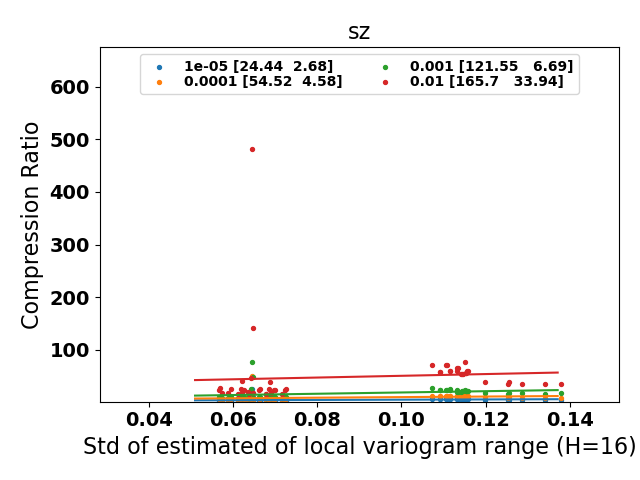 sz
1e-05 [24.44 2.68]
0.0001 [54.52 4.58]
0.001 [121.55 6.69]
0.01 [165.7 33.94]
Compression Ratio
600
500
400
300
200
100
0.04 0.06 0.08 0.10 0.12 0.14
Std of estimated of local variogram range (H=16)